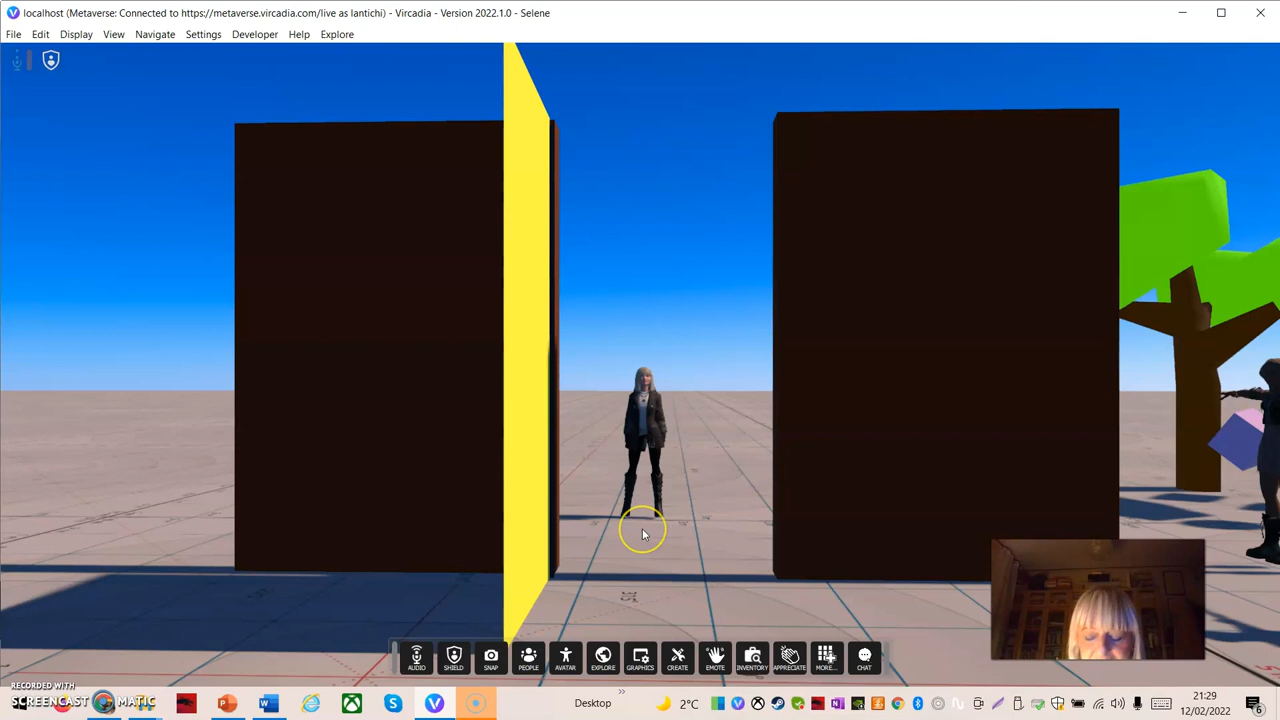 localhost (Metaverse: Connected to https://metaverse.vircadia.com/live as lantichi) - Vircadia - Version 2022.1.0 - Selene
File Edit Display View Navigate Settings Developer Help Explore
AUDIO SHIELD SNAP PEOPLE AVATAR EXPLORE GRAPHICS CREATE EMOTE INVENTORY APPRECIATE MORE... CHAT
RECORDED WITH
SCREENCAST MATIC
Desktop
2°C
21:29
12/02/2022
6